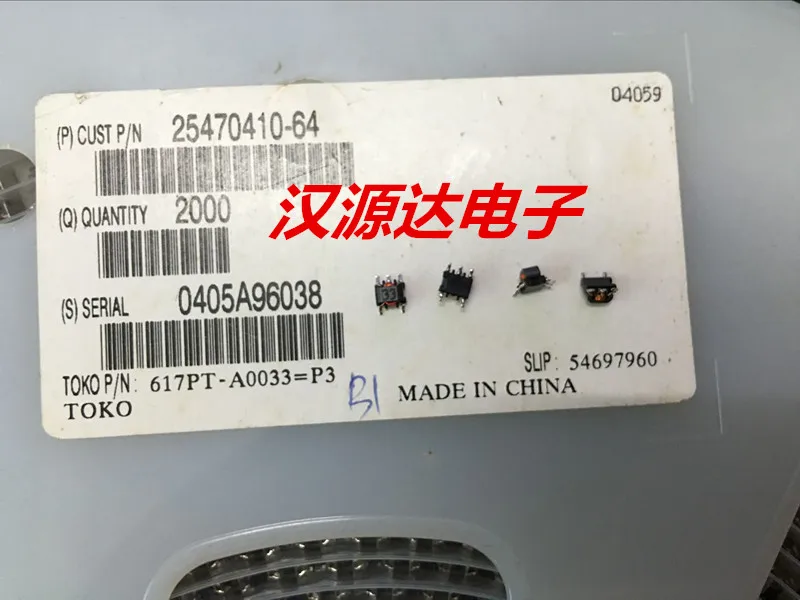 04059
(P) CUST P/N 25470410-64
(Q) QUANTITY 2000
汉源达电子
(S) SERIAL 0405A96038
33
SLIP: 54697960
TOKO P/N: 617PT-A0033=P3
B1 MADE IN CHINA
TOKO